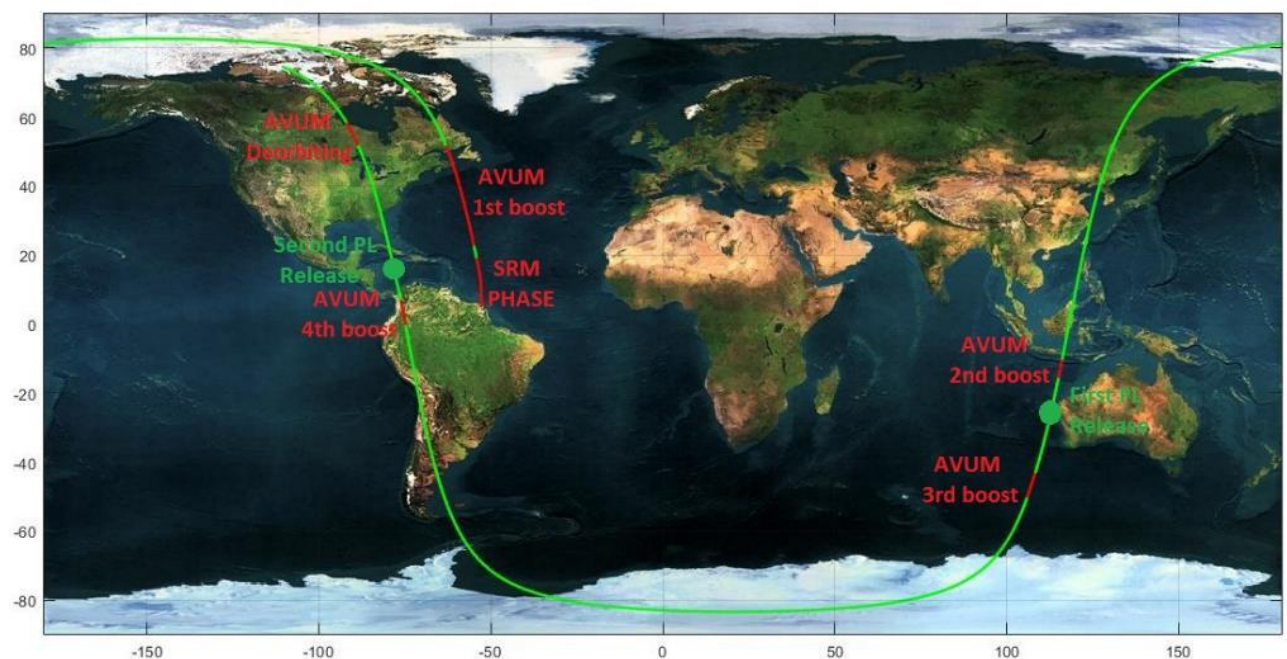 80
60
40
20
0
-20
-40
-60
-80
AVUM
Deorbiting
AVUM
1st boost
Second PL
Release
SRM
PHASE
AVUM
4th boost
AVUM
2nd boost
First PL
Release
AVUM
3rd boost
-150
-100
-50
0
50
100
150